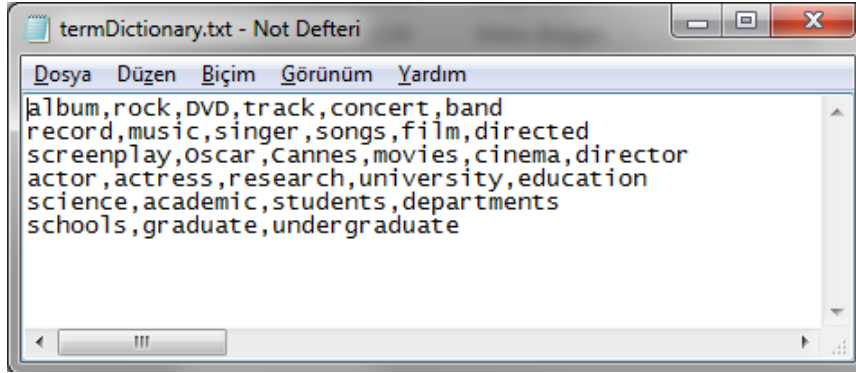 termDictionary.txt - Not Defteri
Dosya Düzen Biçim Görünüm Yardım
album,rock,DVD,track,concert,band
record,music,singer,songs,film,directed
screenplay,Oscar,Cannes,movies,cinema,director
actor,actress,research,university,education
science,academic,students,departments
schools,graduate,undergraduate